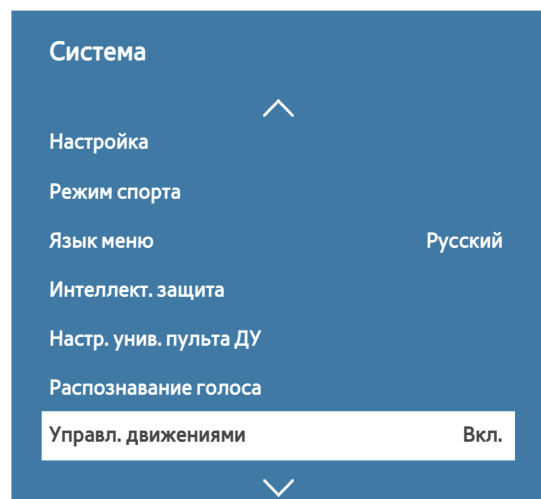 Система
Настройка
Режим спорта
Язык меню Русский
Интеллект. защита
Настр. унив. пульта ДУ
Распознавание голоса
Управл. движениями Вкл.